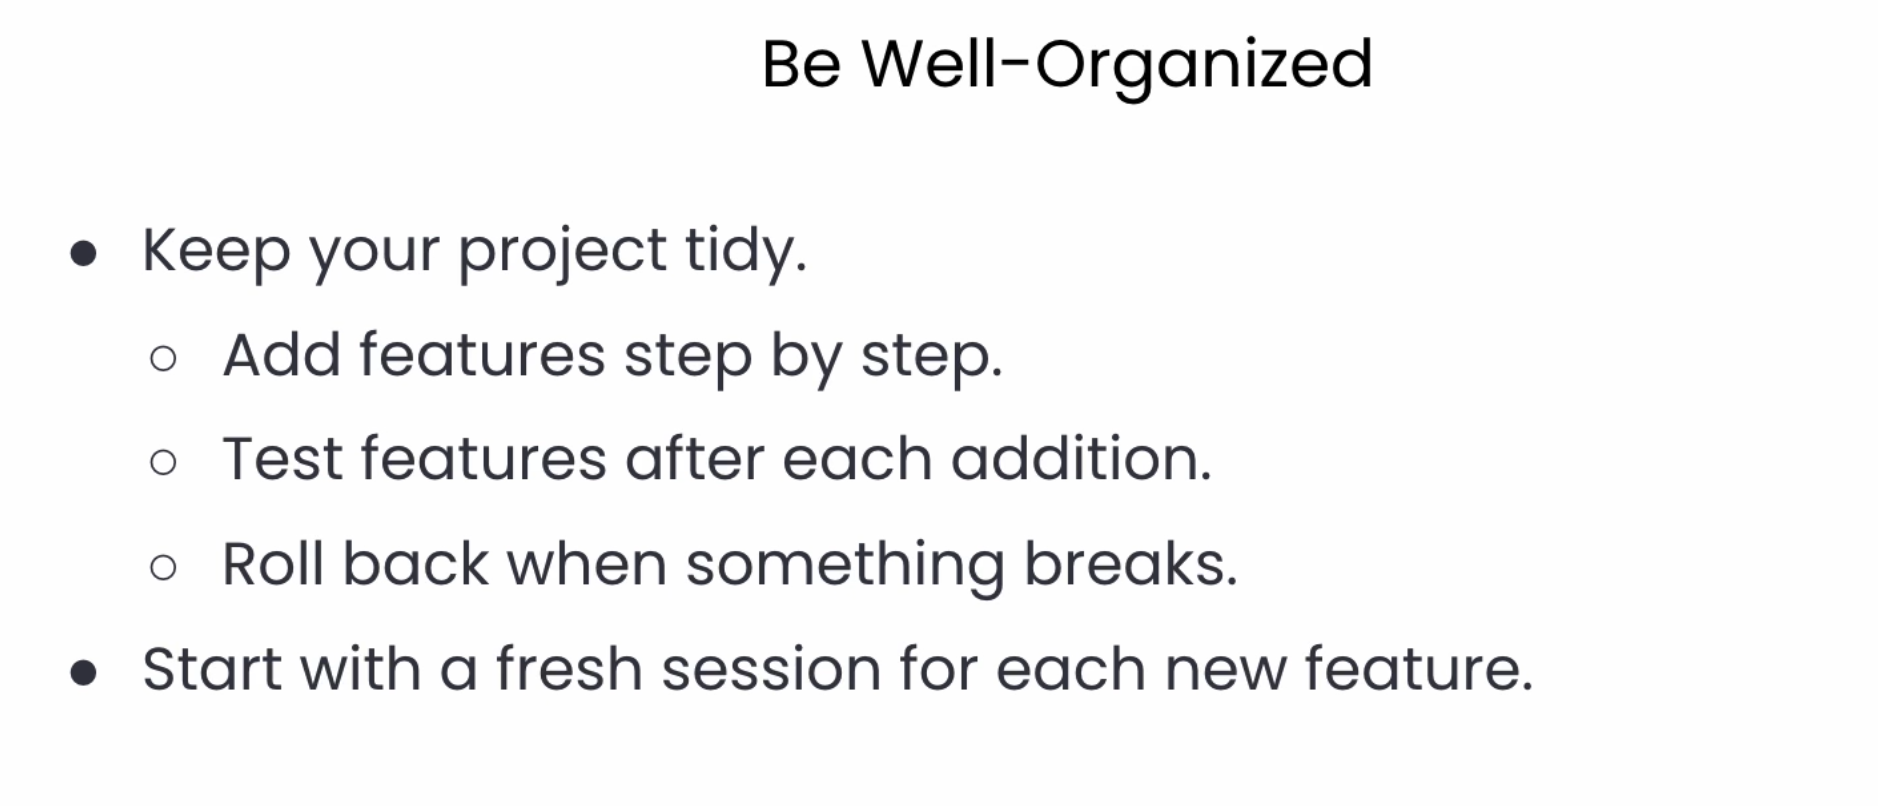 Be Well-Organized
● Keep your project tidy.
○ Add features step by step.
○ Test features after each addition.
○ Roll back when something breaks.
● Start with a fresh session for each new feature.